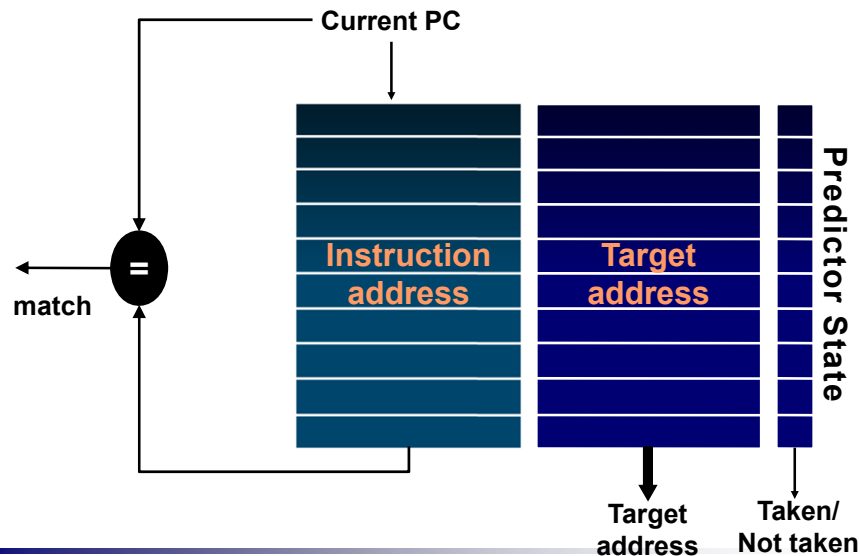 Current PC
Instruction
address
Target
address
Predictor State
=
match
Target
address
Taken/
Not taken